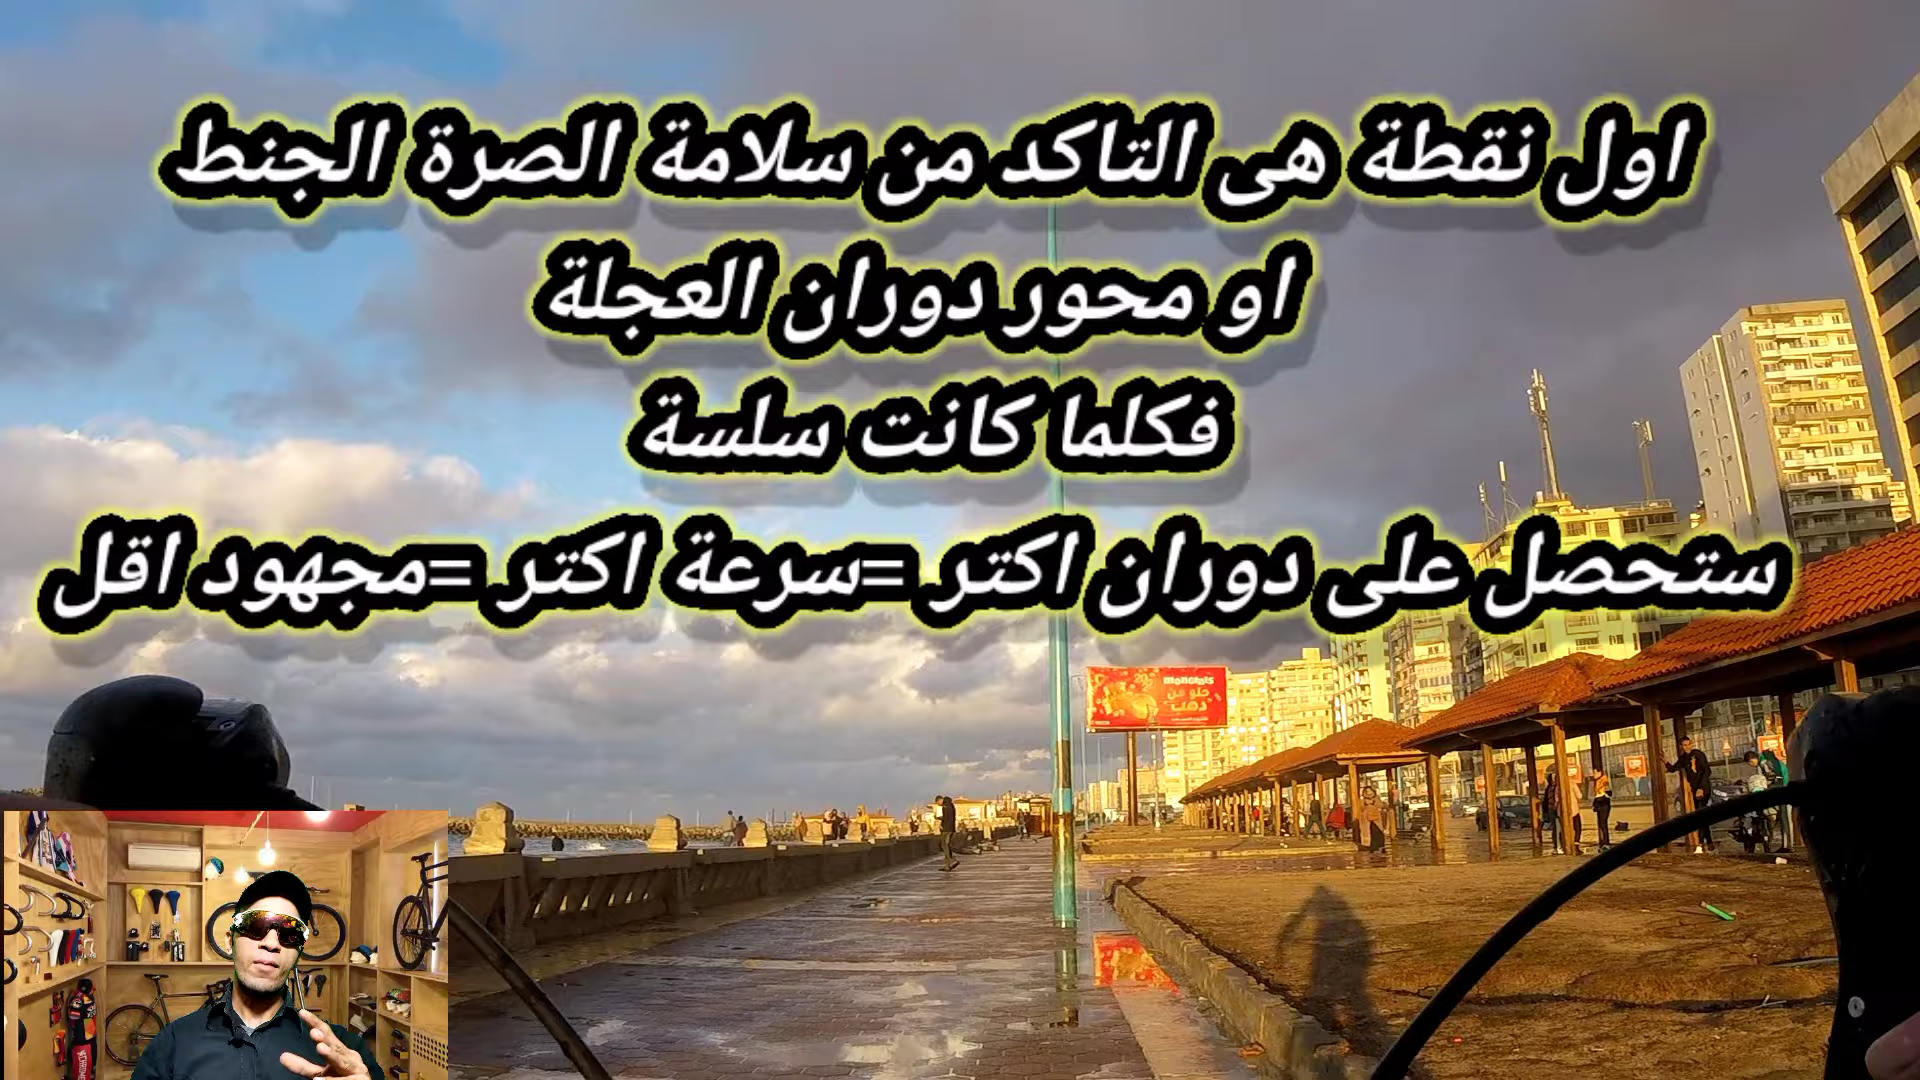 اول نقطة هى التاكد من سلامة الصرة الجنط
او محور دوران العجلة
فكلما كانت سلسة
ستحصل على دوران اكتر =سرعة اكتر =مجهود اقل